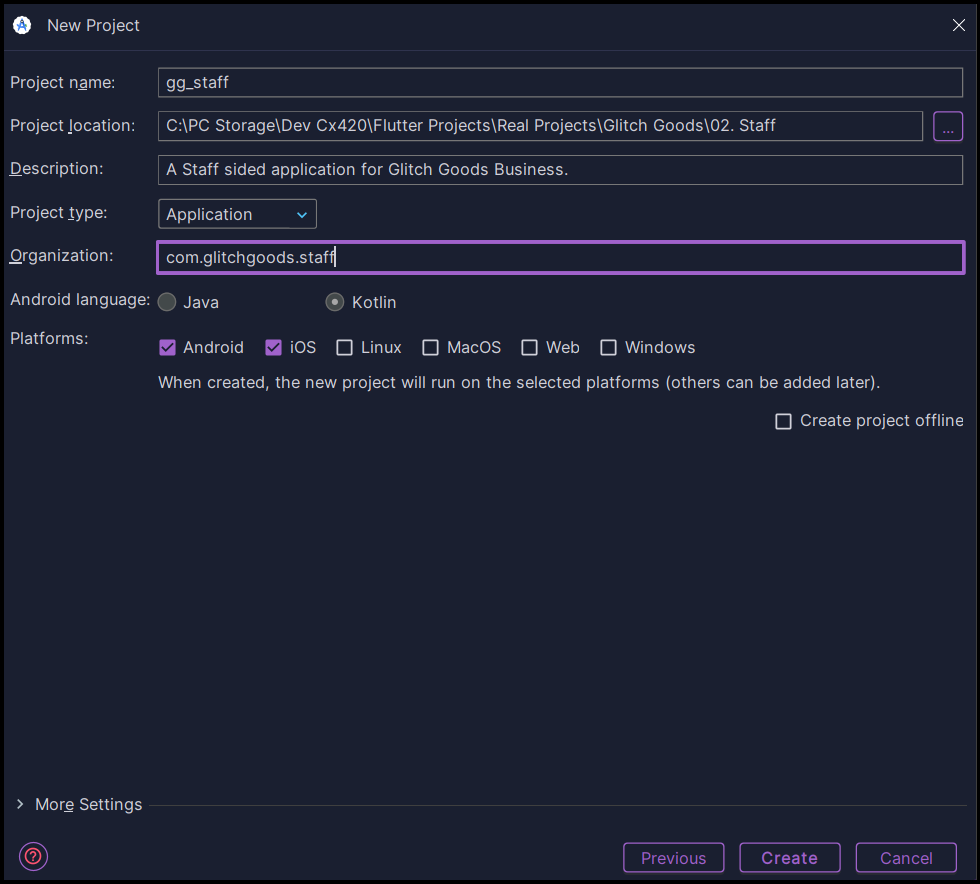 New Project
Project name: gg_staff
Project location: C:\PC Storage\Dev Cx420\Flutter Projects\Real Projects\Glitch Goods\02. Staff ...
Description: A Staff sided application for Glitch Goods Business.
Project type: Application
Organization: com.glitchgoods.staff
Android language: Java Kotlin
Platforms: Android iOS Linux MacOS Web Windows
When created, the new project will run on the selected platforms (others can be added later).
Create project offline
More Settings
? Previous Create Cancel